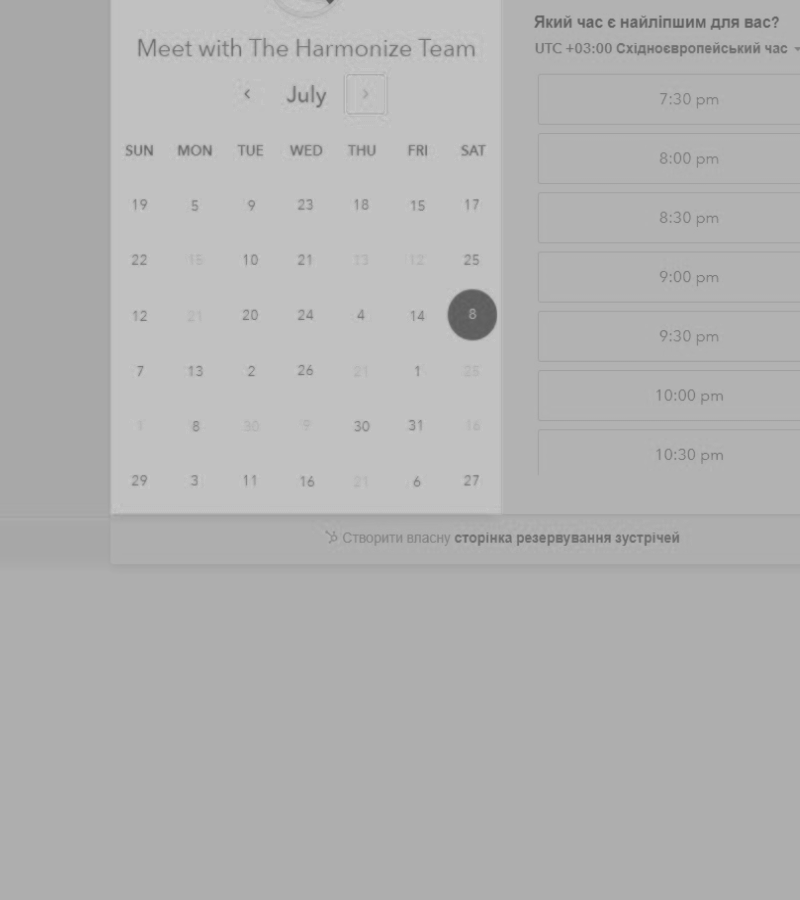 Meet with The Harmonize Team
July
SUN MON TUE WED THU FRI SAT
19 5 9 23 18 15 17
22 15 10 21 13 12 25
12 21 20 24 4 14 8
7 13 2 26 21 1 25
1 8 30 9 30 31 16
29 3 11 16 21 6 27
Який час є найліпшим для вас?
UTC +03:00 Східноєвропейський час
7:30 pm
8:00 pm
8:30 pm
9:00 pm
9:30 pm
10:00 pm
10:30 pm
Створити власну сторінка резервування зустрічей